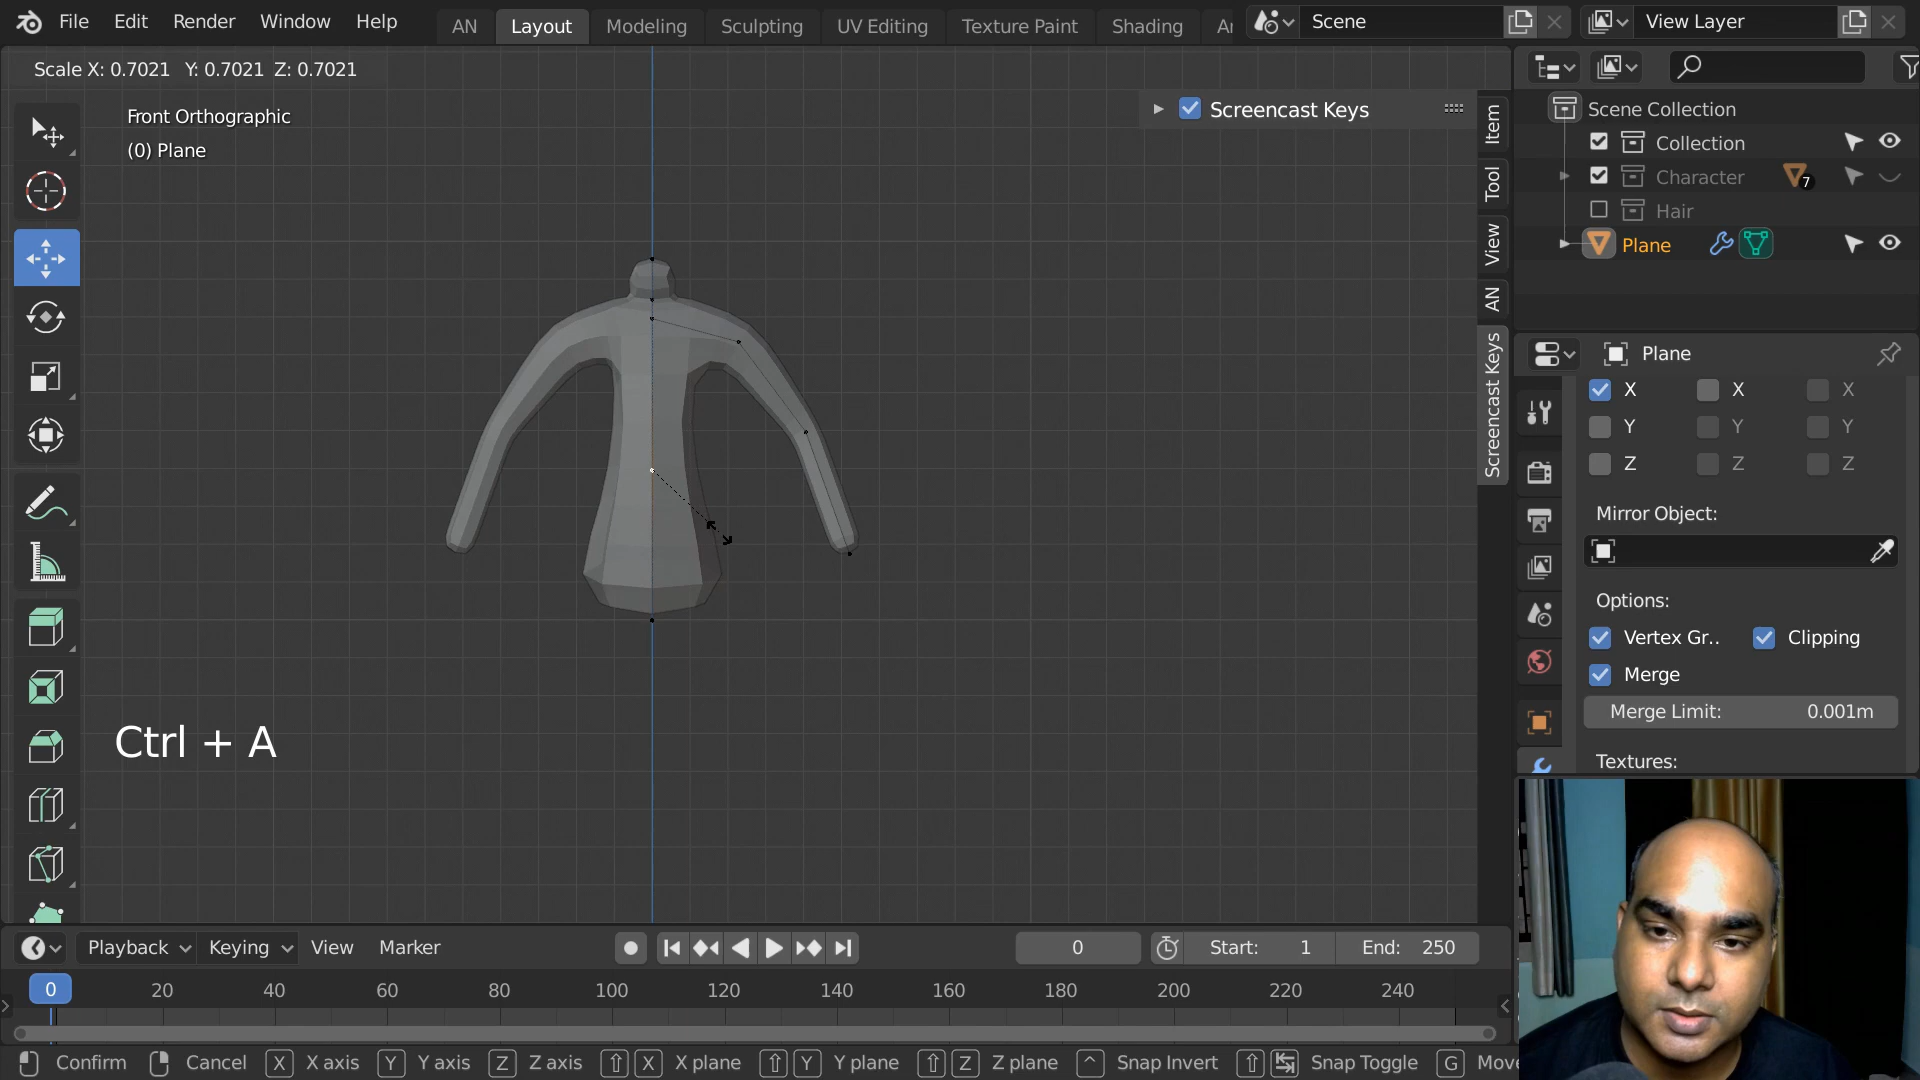 File Edit Render Window Help AN Layout Modeling Sculpting UV Editing Texture Paint Shading Scene View Layer
Scale X: 0.7021 Y: 0.7021 Z: 0.7021
Front Orthographic
(0) Plane
Screencast Keys
Item
Tool
View
AN
Screencast Keys
Scene Collection
Collection
Character 7
Hair
Plane
Plane
X X X
Y Y Y
Z Z Z
Mirror Object:
Options:
Vertex Gr.. Clipping
Merge
Merge Limit: 0.001m
Textures:
Ctrl + A
Playback Keying View Marker 0 Start: 1 End: 250
0 20 40 60 80 100 120 140 160 180 200 220 240
Confirm Cancel X X axis Y Y axis Z Z axis X X plane Y Y plane Z Z plane ^ Snap Invert Snap Toggle G Move